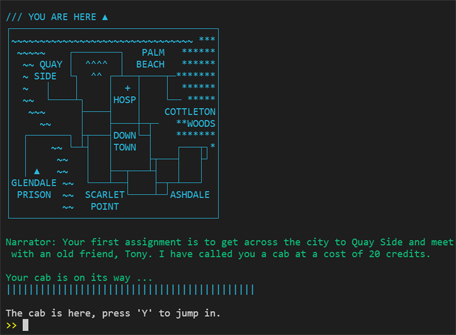 /// YOU ARE HERE ▲
PALM
QUAY BEACH
SIDE
+
HOSP
COTTLETON
**WOODS
DOWN
TOWN
▲
GLENDALE
PRISON SCARLET ASHDALE
POINT
Narrator: Your first assignment is to get across the city to Quay Side and meet
with an old friend, Tony. I have called you a cab at a cost of 20 credits.
Your cab is on its way ...
The cab is here, press 'Y' to jump in.
>>